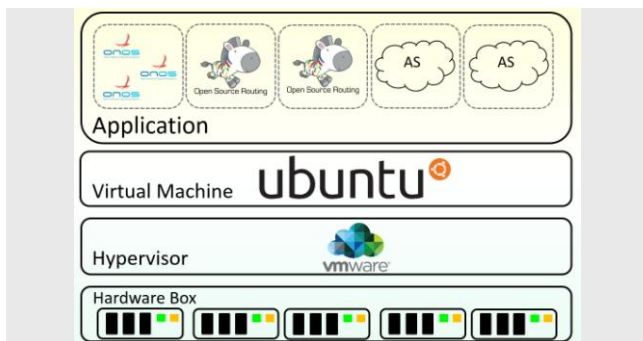 onos
onos
onos
Open Source Routing
Open Source Routing
AS
AS
Application
Virtual Machine
ubuntu
Hypervisor
vmware
Hardware Box